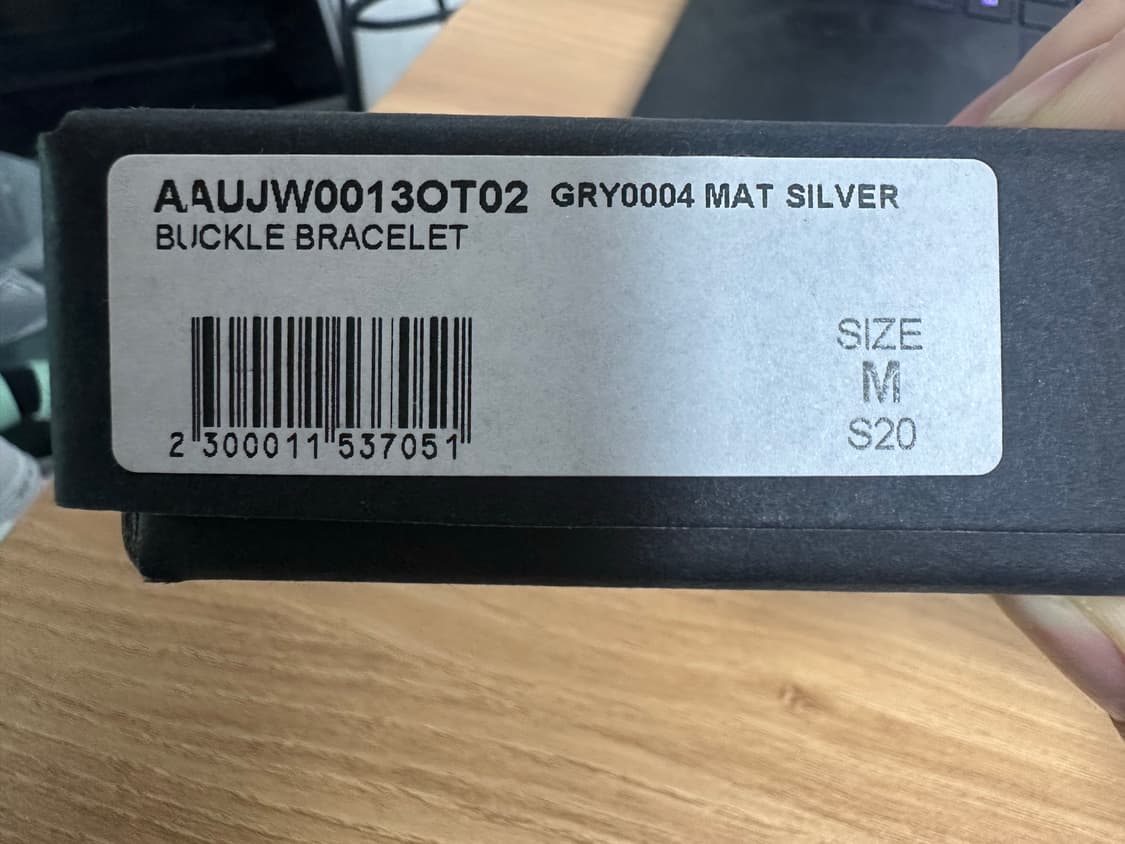 AAUJW0013OT02 GRY0004 MAT SILVER
BUCKLE BRACELET
SIZE
M
S20
2 300011 537051